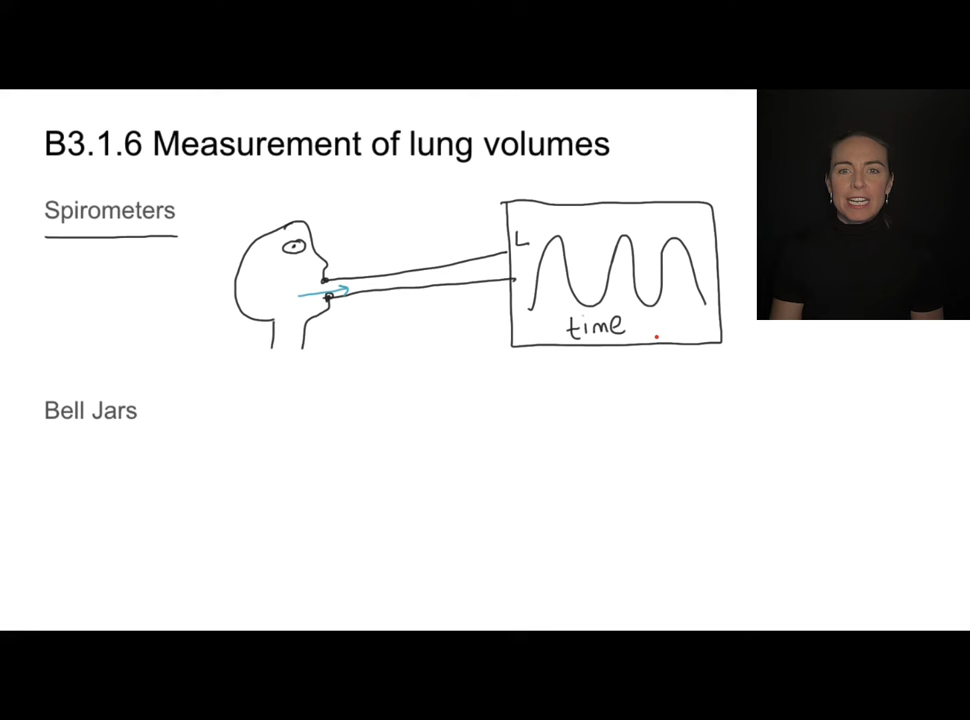 B3.1.6 Measurement of lung volumes
Spirometers
L
time
Bell Jars